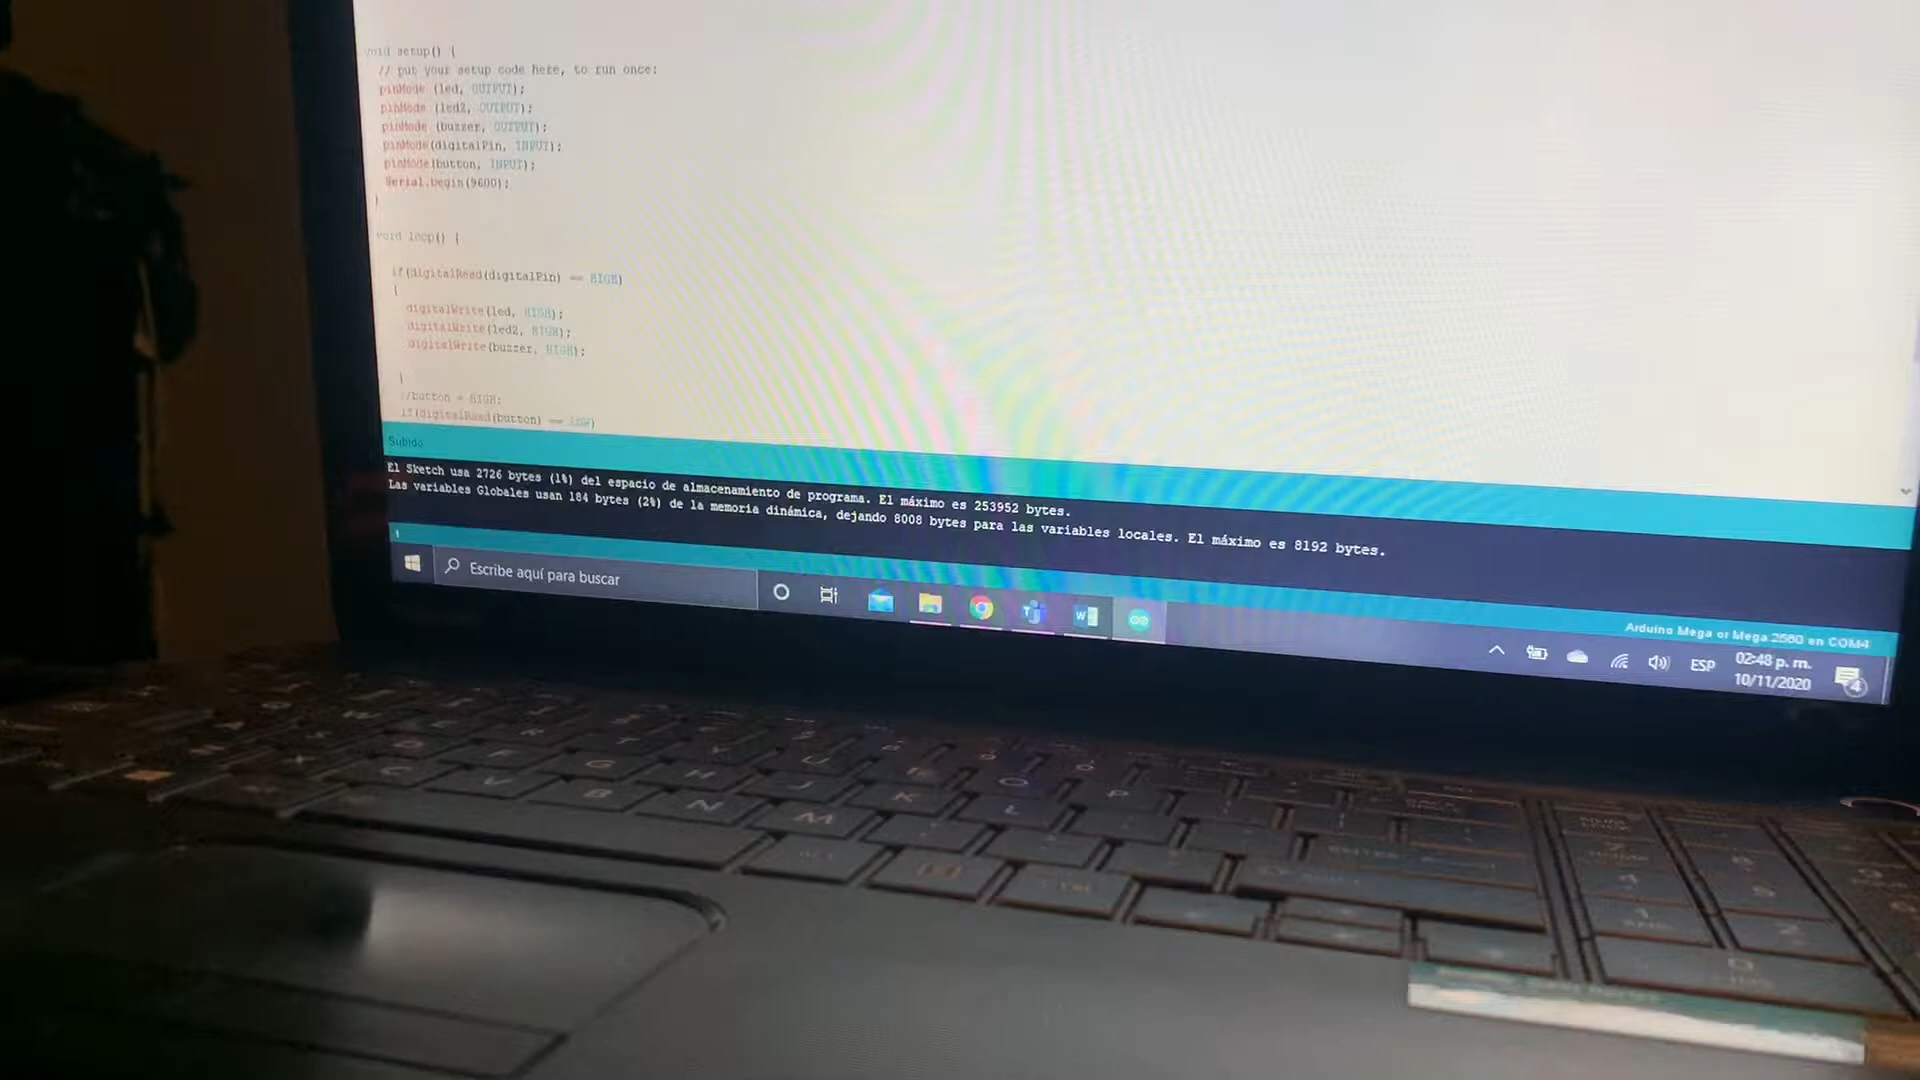 void setup() {
// put your setup code here, to run once:
pinMode (led, OUTPUT);
pinMode (led2, OUTPUT);
pinMode (buzzer, OUTPUT);
pinMode(digitalPin, INPUT);
pinMode(button, INPUT);
Serial.begin(9600);
}
void loop() {
if(digitalRead(digitalPin) == HIGH)
{
digitalWrite(led, HIGH);
digitalWrite(led2, HIGH);
digitalWrite(buzzer, HIGH);
}
//button = HIGH;
if(digitalRead(button) ==
Subido
El Sketch usa 2726 bytes (1%) del espacio de almacenamiento de programa. El máximo es 253952 bytes.
Las variables Globales usan 184 bytes (2%) de la memoria dinámica, dejando 8008 bytes para las variables locales. El máximo es 8192 bytes.
1
Arduino Mega or Mega 2560 en COM4
Escribe aquí para buscar
ESP
02:48 p. m.
10/11/2020
4